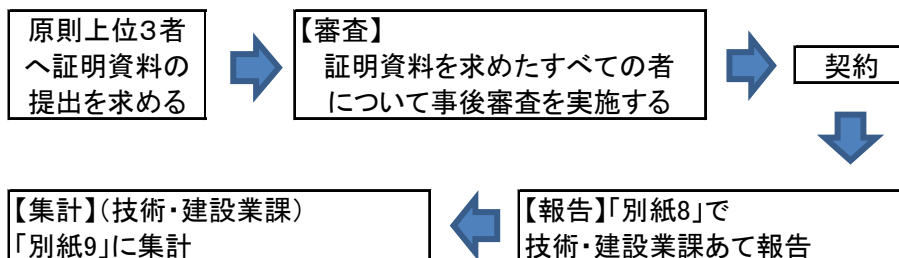 原則上位3者
へ証明資料の
提出を求める
【審査】
証明資料を求めたすべての者
について事後審査を実施する
契約
【報告】「別紙8」で
技術・建設業課あて報告
【集計】(技術・建設業課)
「別紙9」に集計